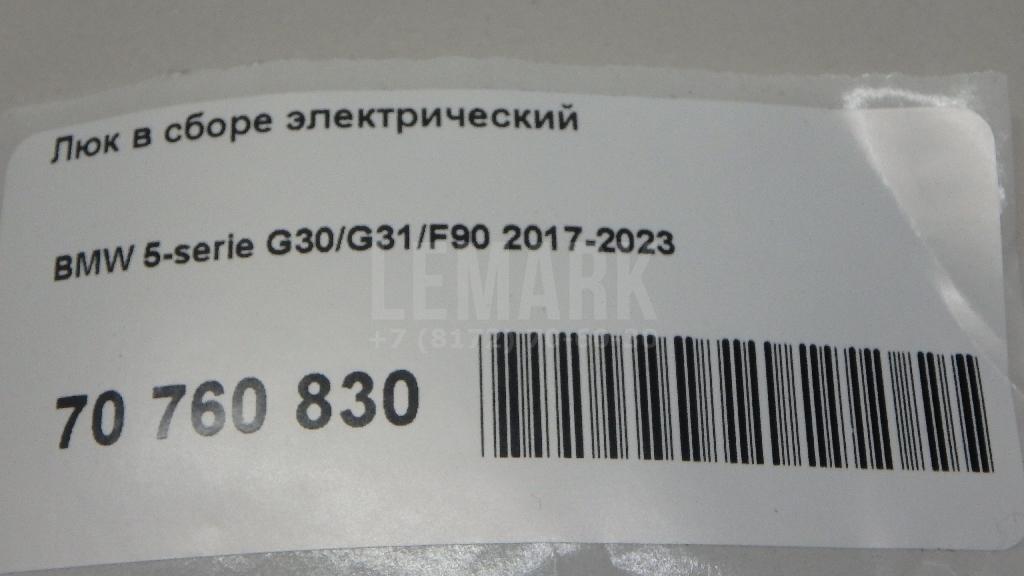 Люк в сборе электрический
BMW 5-serie G30/G31/F90 2017-2023
LEMARK
70 760 830